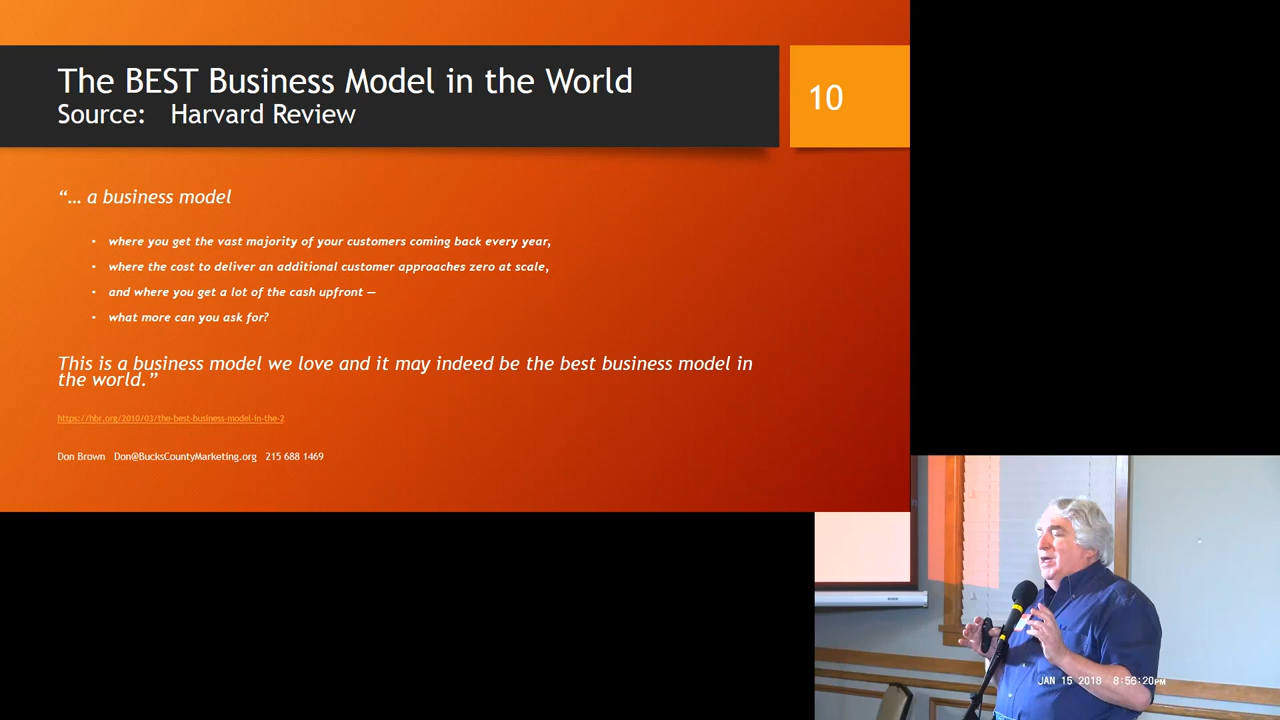 The BEST Business Model in the World
Source: Harvard Review
10
“… a business model
• where you get the vast majority of your customers coming back every year,
• where the cost to deliver an additional customer approaches zero at scale,
• and where you get a lot of the cash upfront —
• what more can you ask for?
This is a business model we love and it may indeed be the best business model in
the world.”
https://hbr.org/2010/03/the-best-business-model-in-the-2
Don Brown Don@BucksCountyMarketing.org 215 688 1469
JAN 15 2018 8:56:20PM